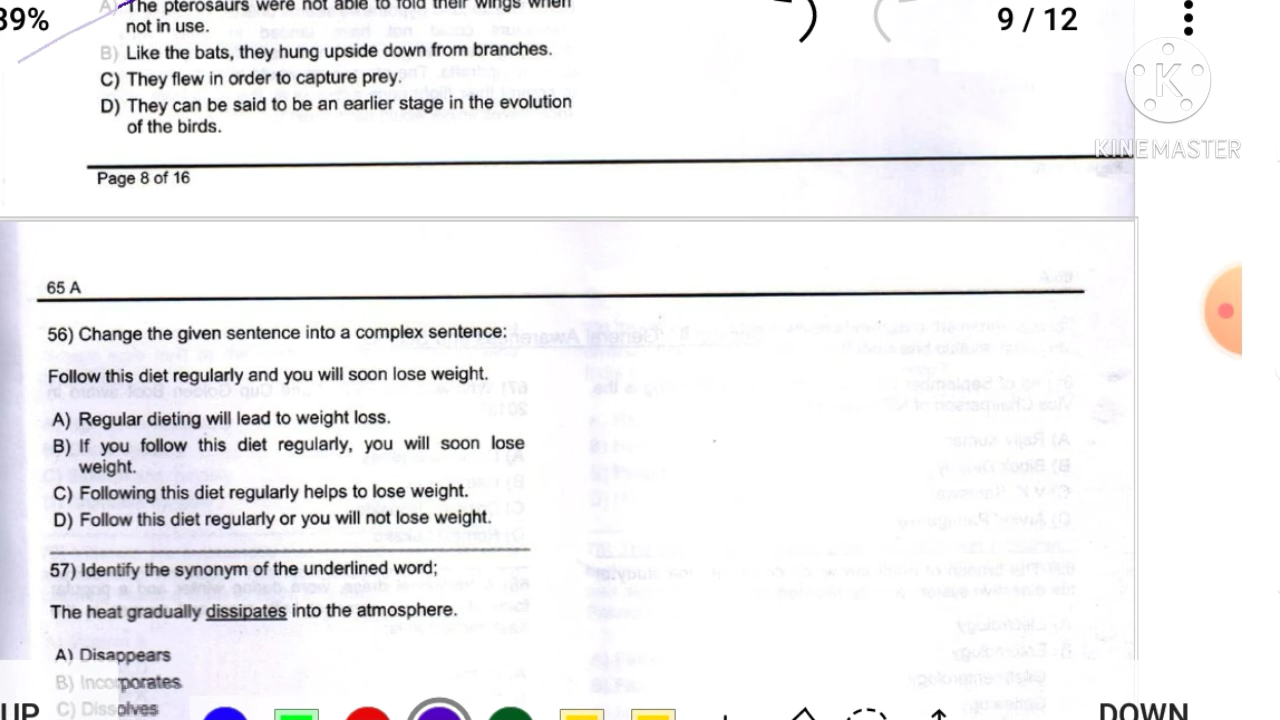 39%
9 / 12
A) The pterosaurs were not able to fold their wings when
not in use.
B) Like the bats, they hung upside down from branches.
C) They flew in order to capture prey.
D) They can be said to be an earlier stage in the evolution
of the birds.
K
KINEMASTER
Page 8 of 16
65 A
56) Change the given sentence into a complex sentence:
Follow this diet regularly and you will soon lose weight.
A) Regular dieting will lead to weight loss.
B) If you follow this diet regularly, you will soon lose
weight.
C) Following this diet regularly helps to lose weight.
D) Follow this diet regularly or you will not lose weight.
57) Identify the synonym of the underlined word;
The heat gradually dissipates into the atmosphere.
A) Disappears
B) Incorporates
C) Dissolves
UP
DOWN